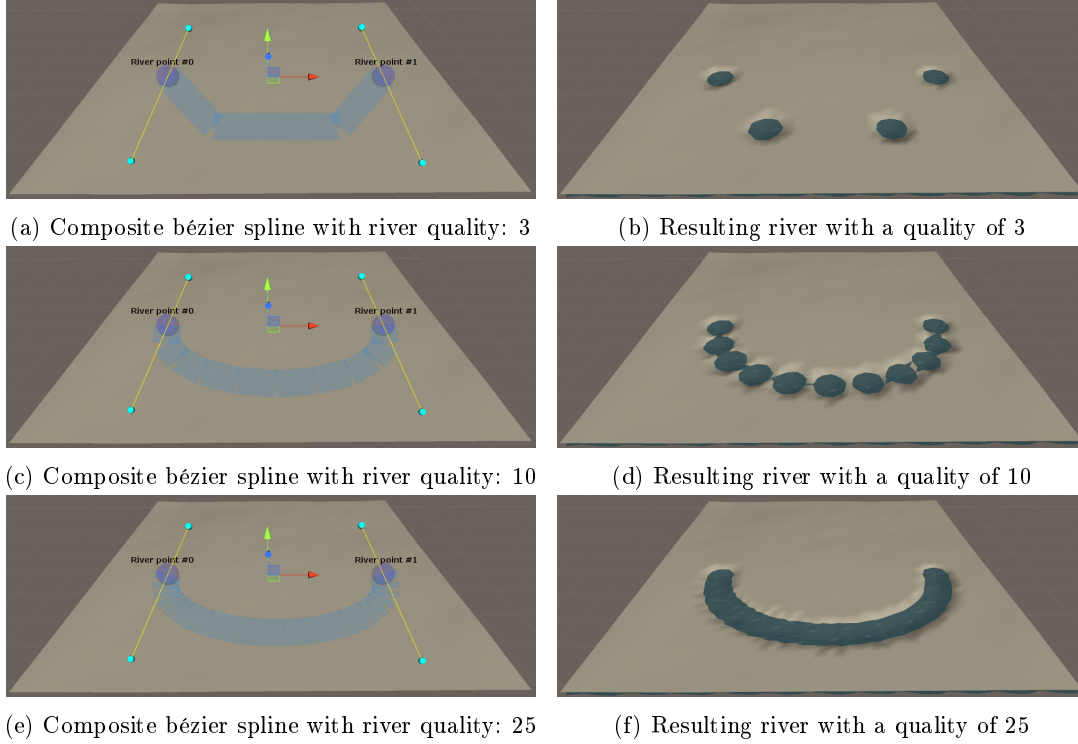 River point #0 River point #1
(a) Composite bézier spline with river quality: 3
(b) Resulting river with a quality of 3
River point #0 River point #1
(c) Composite bézier spline with river quality: 10
(d) Resulting river with a quality of 10
River point #0 River point #1
(e) Composite bézier spline with river quality: 25
(f) Resulting river with a quality of 25